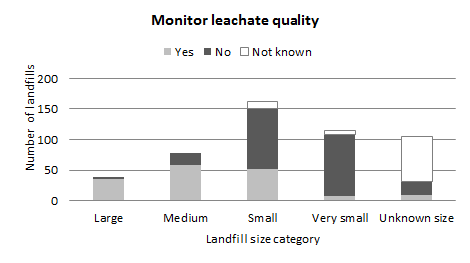 Monitor leachate quality
Yes No Not known
Number of landfills
200
150
100
50
0
Large Medium Small Very small Unknown size
Landfill size category